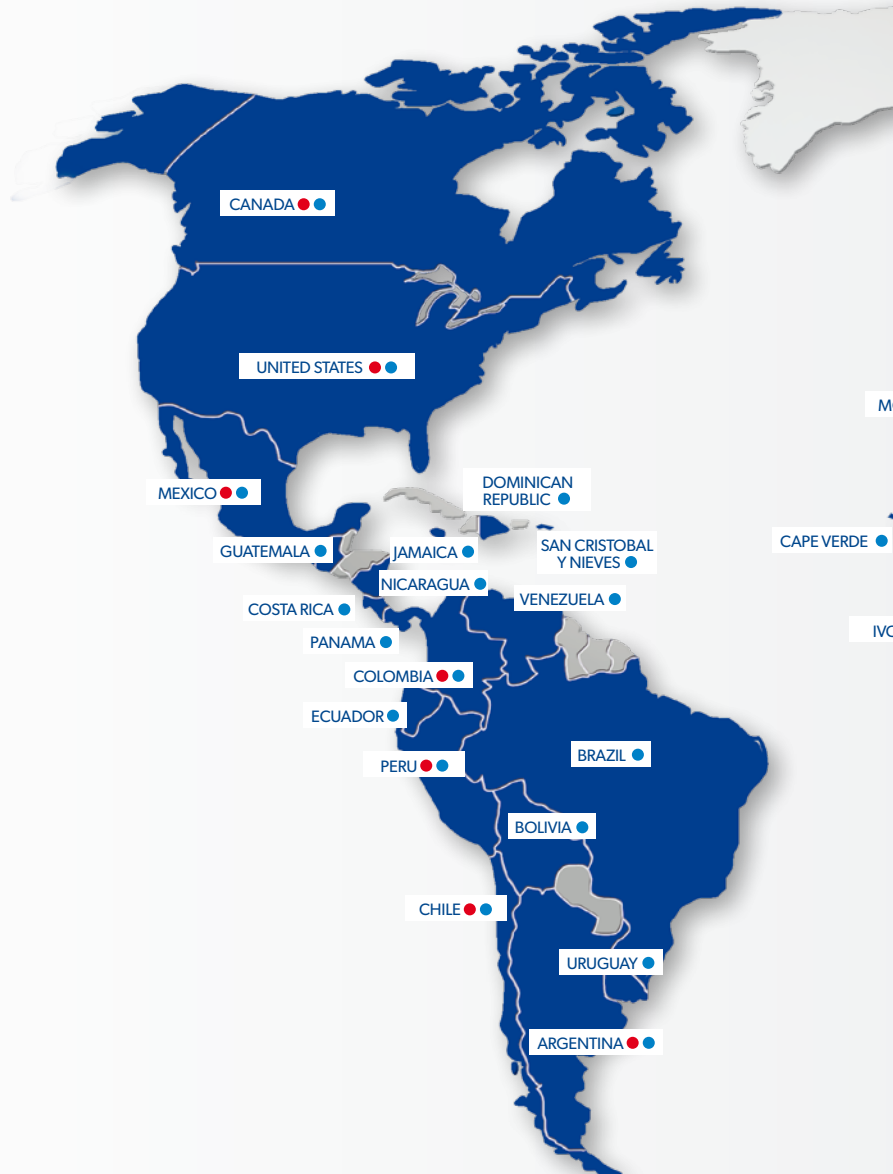 CANADA
UNITED STATES
MEXICO
DOMINICAN
REPUBLIC
GUATEMALA
JAMAICA
SAN CRISTOBAL
Y NIEVES
CAPE VERDE
NICARAGUA
COSTA RICA
VENEZUELA
PANAMA
COLOMBIA
ECUADOR
PERU
BRAZIL
BOLIVIA
CHILE
URUGUAY
ARGENTINA